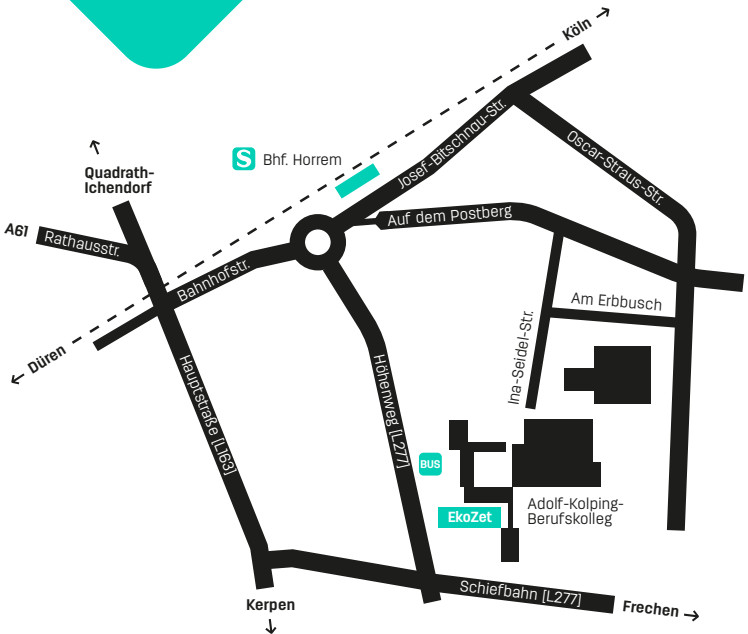 Köln
S Bhf. Horrem
Josef-Bitschnau-Str.
Oscar-Straus-Str.
Quadrath-
Ichendorf
A61
Rathausstr.
Auf dem Postberg
Bahnhofstr.
Am Erbbusch
Düren
Ina-Seidel-Str.
Hauptstraße [L163]
Höhenweg [L277]
BUS
EkoZet
Adolf-Kolping-
Berufskolleg
Schiefbahn [L277]
Kerpen
Frechen